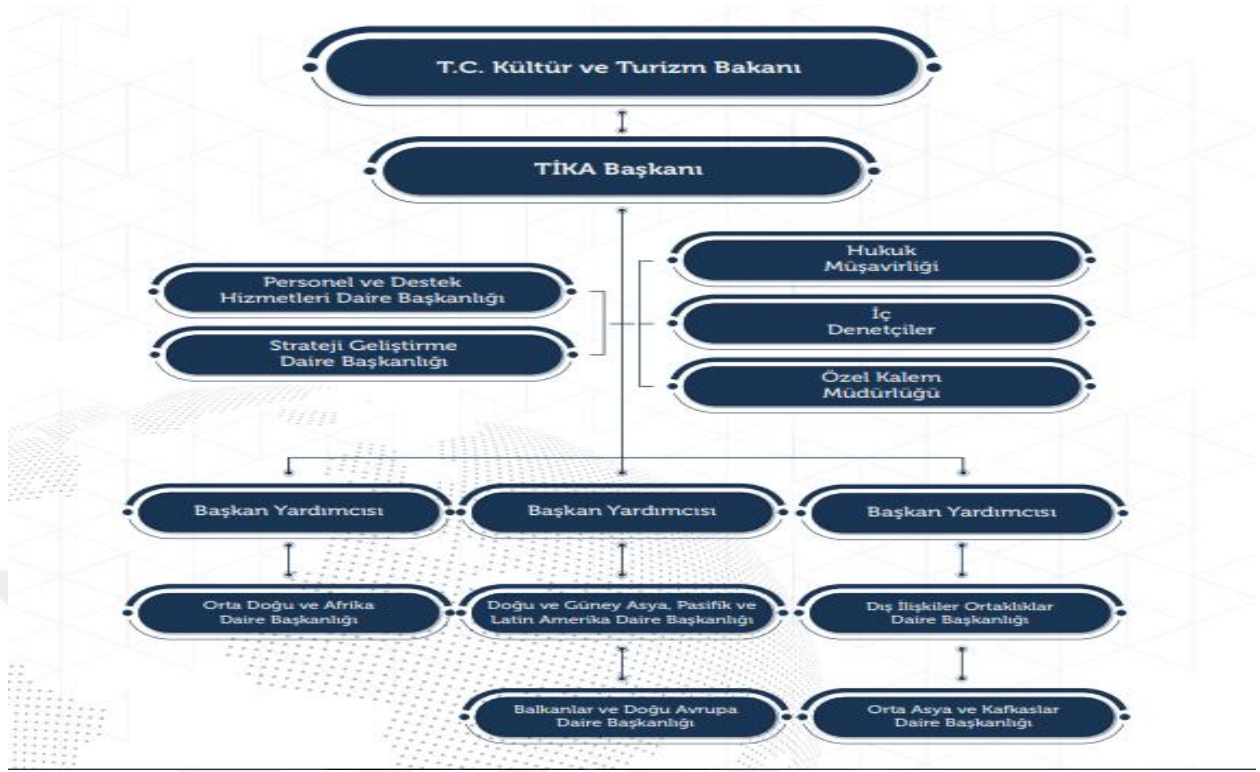 T.C. Kültür ve Turizm Bakanı
TİKA Başkanı
Personel ve Destek
Hizmetleri Daire Başkanlığı
Strateji Geliştirme
Daire Başkanlığı
Hukuk
Müşavirliği
İç
Denetçiler
Özel Kalem
Müdürlüğü
Başkan Yardımcısı
Başkan Yardımcısı
Başkan Yardımcısı
Orta Doğu ve Afrika
Daire Başkanlığı
Doğu ve Güney Asya, Pasifik ve
Latin Amerika Daire Başkanlığı
Dış İlişkiler Ortaklıklar
Daire Başkanlığı
Balkanlar ve Doğu Avrupa
Daire Başkanlığı
Orta Asya ve Kafkaslar
Daire Başkanlığı